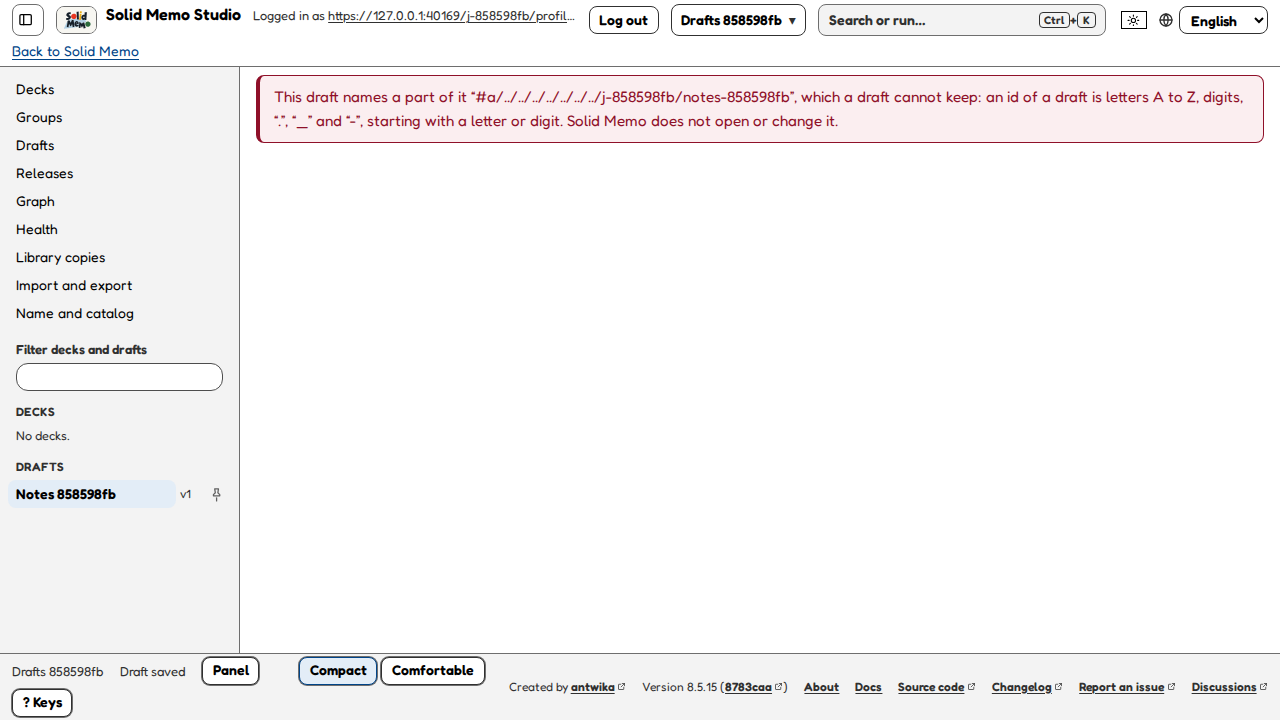 Solid Memo
Solid Memo Studio
Logged in as https://127.0.0.1:40169/j-858598fb/profil...
Log out
Drafts 858598fb ▾
Search or run...
Ctrl+K
English
Back to Solid Memo
Decks
Groups
Drafts
Releases
Graph
Health
Library copies
Import and export
Name and catalog
Filter decks and drafts
DECKS
No decks.
DRAFTS
Notes 858598fb v1
This draft names a part of it “#a/../../../../../../../j-858598fb/notes-858598fb”, which a draft cannot keep: an id of a draft is letters A to Z, digits,
“.”, “_” and “-”, starting with a letter or digit. Solid Memo does not open or change it.
Drafts 858598fb
Draft saved
Panel
Compact
Comfortable
? Keys
Created by antwika
Version 8.5.15 (8783caa)
About
Docs
Source code
Changelog
Report an issue
Discussions